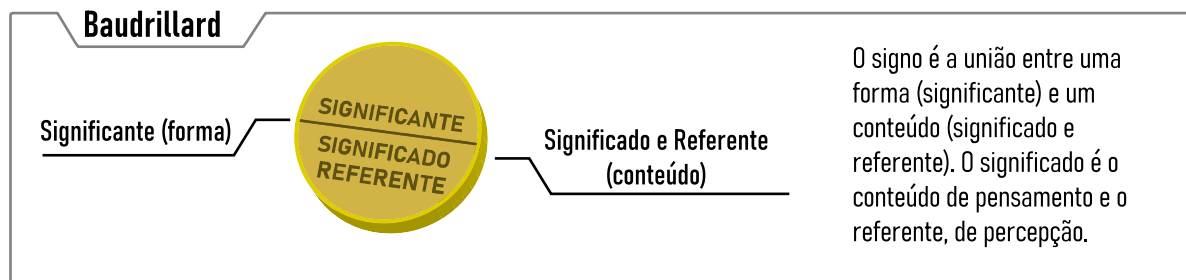 Baudrillard
Significante (forma)
SIGNIFICANTE
SIGNIFICADO
REFERENTE
Significado e Referente
(conteúdo)
O signo é a união entre uma
forma (significante) e um
conteúdo (significado e
referente). O significado é o
conteúdo de pensamento e o
referente, de percepção.